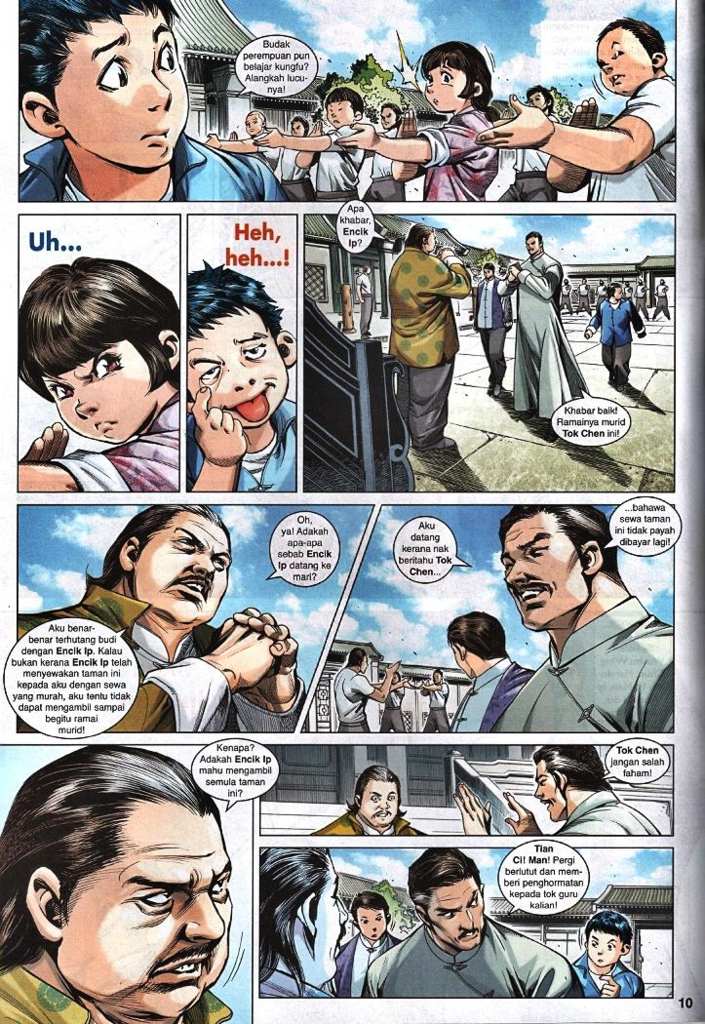 Budak
perempuan pun
belajar kungfu?
Alangkah lucu-
nya!
Uh...
Heh,
heh...!
Apa
khabar,
Encik
Ip?
Khabar baik!
Ramainya murid
Tok Chen ini!
Oh,
ya! Adakah
apa-apa
sebab Encik
Ip datang ke
mari?
Aku benar-
benar terhutang budi
dengan Encik Ip. Kalau
bukan kerana Encik Ip telah
menyewakan taman ini
kepada aku dengan sewa
yang murah, aku tentu tidak
dapat mengambil sampai
begitu ramai
murid!
Aku
datang
kerana nak
beritahu Tok
Chen...
...bahawa
sewa taman
ini tidak payah
dibayar lagi!
Kenapa?
Adakah Encik Ip
mahu mengambil
semula taman
ini?
Tok Chen
jangan salah
faham!
Tian
Ci! Man! Pergi
berlutut dan mem-
beri penghormatan
kepada tok guru
kalian!
10